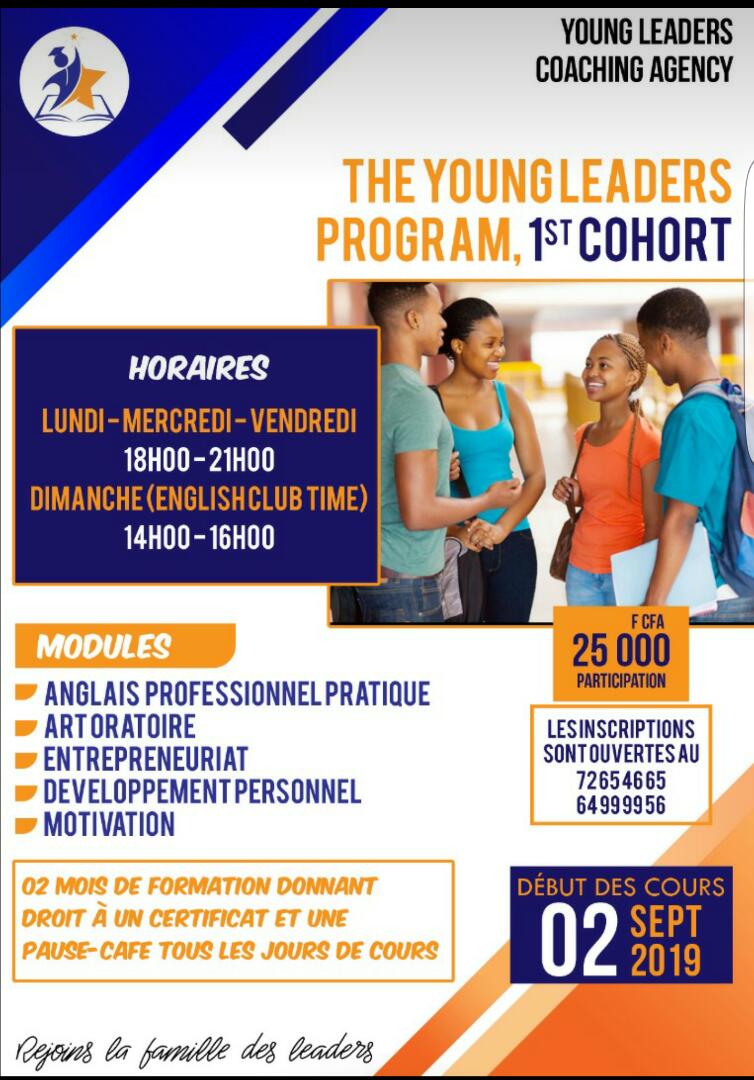 YOUNG LEADERS
COACHING AGENCY
THE YOUNG LEADERS
PROGRAM, 1ST COHORT
HORAIRES
LUNDI - MERCREDI - VENDREDI
18H00 - 21H00
DIMANCHE (ENGLISH CLUB TIME)
14H00 - 16H00
MODULES
ANGLAIS PROFESSIONNEL PRATIQUE
ART ORATOIRE
ENTREPRENEURIAT
DEVELOPPEMENT PERSONNEL
MOTIVATION
F CFA
25 000
PARTICIPATION
LES INSCRIPTIONS
SONT OUVERTES AU
72654665
64999956
02 MOIS DE FORMATION DONNANT
DROIT À UN CERTIFICAT ET UNE
PAUSE-CAFE TOUS LES JOURS DE COURS
DÉBUT DES COURS
02 SEPT
2019
Rejoins la famille des leaders